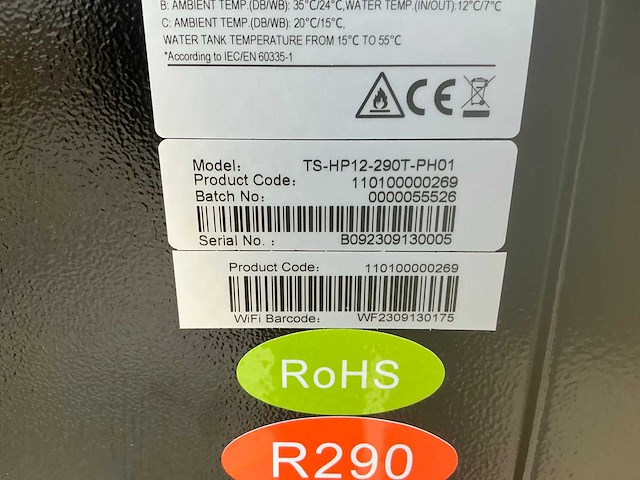 B: AMBIENT TEMP.(DB/WB): 35°C/24°C,WATER TEMP.(IN/OUT):12°C/7°C
C: AMBIENT TEMP.(DB/WB): 20°C/15°C,
WATER TANK TEMPERATURE FROM 15°C TO 55°C
*According to IEC/EN 60335-1
CE
Model: TS-HP12-290T-PH01
Product Code: 110100000269
Batch No: 0000055526
Serial No. : B092309130005
Product Code: 110100000269
WiFi Barcode: WF2309130175
RoHS
R290